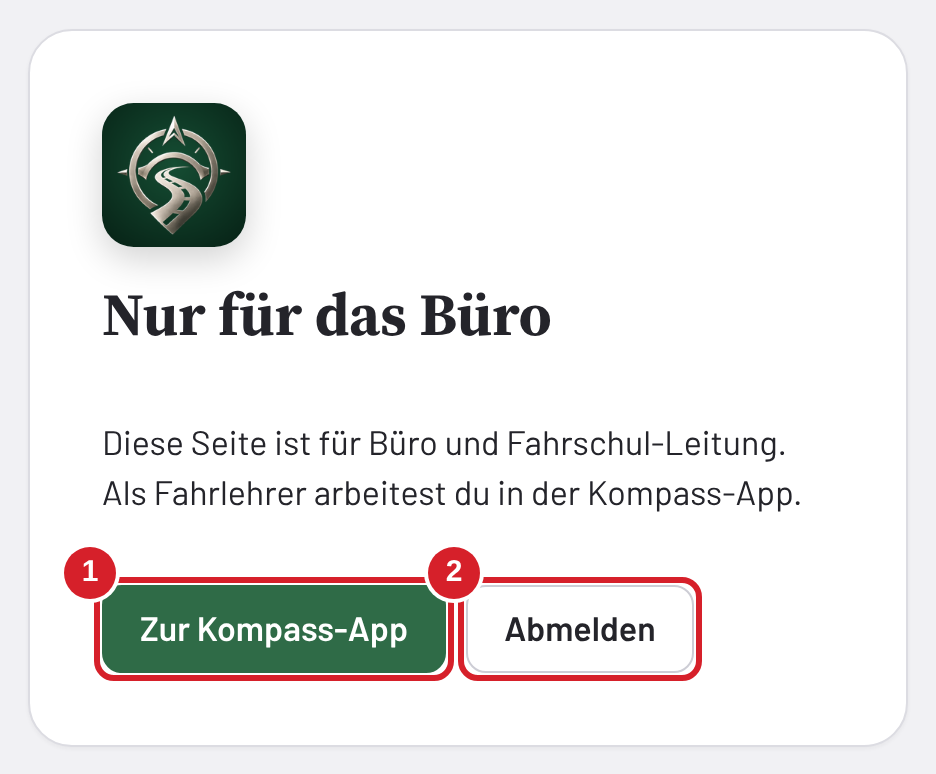 Nur für das Büro
Diese Seite ist für Büro und Fahrschul-Leitung.
Als Fahrlehrer arbeitest du in der Kompass-App.
1
2
Zur Kompass-App
Abmelden